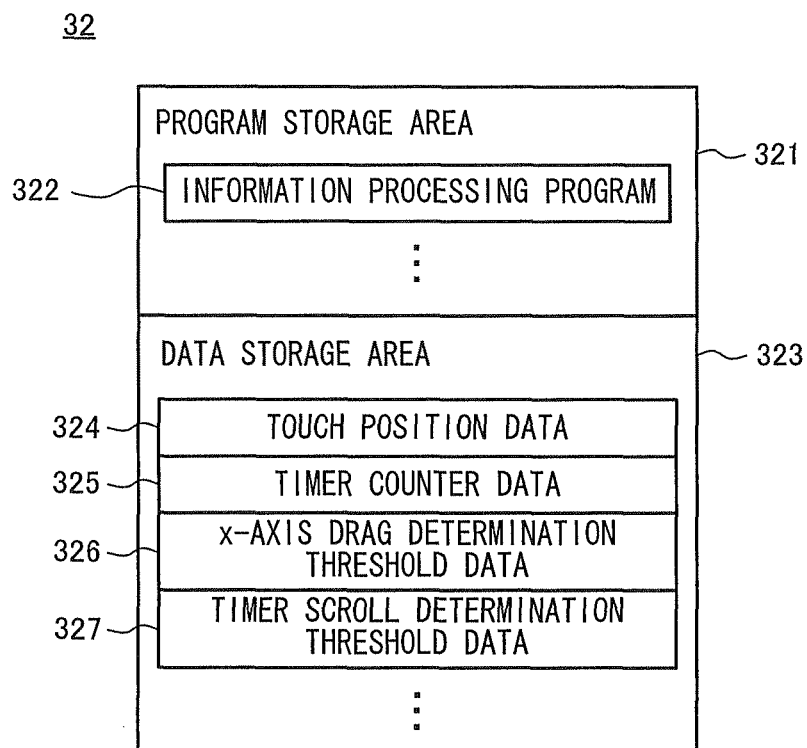 32
PROGRAM STORAGE AREA
321
322
INFORMATION PROCESSING PROGRAM
DATA STORAGE AREA
323
324
TOUCH POSITION DATA
325
TIMER COUNTER DATA
326
x-AXIS DRAG DETERMINATION
THRESHOLD DATA
327
TIMER SCROLL DETERMINATION
THRESHOLD DATA